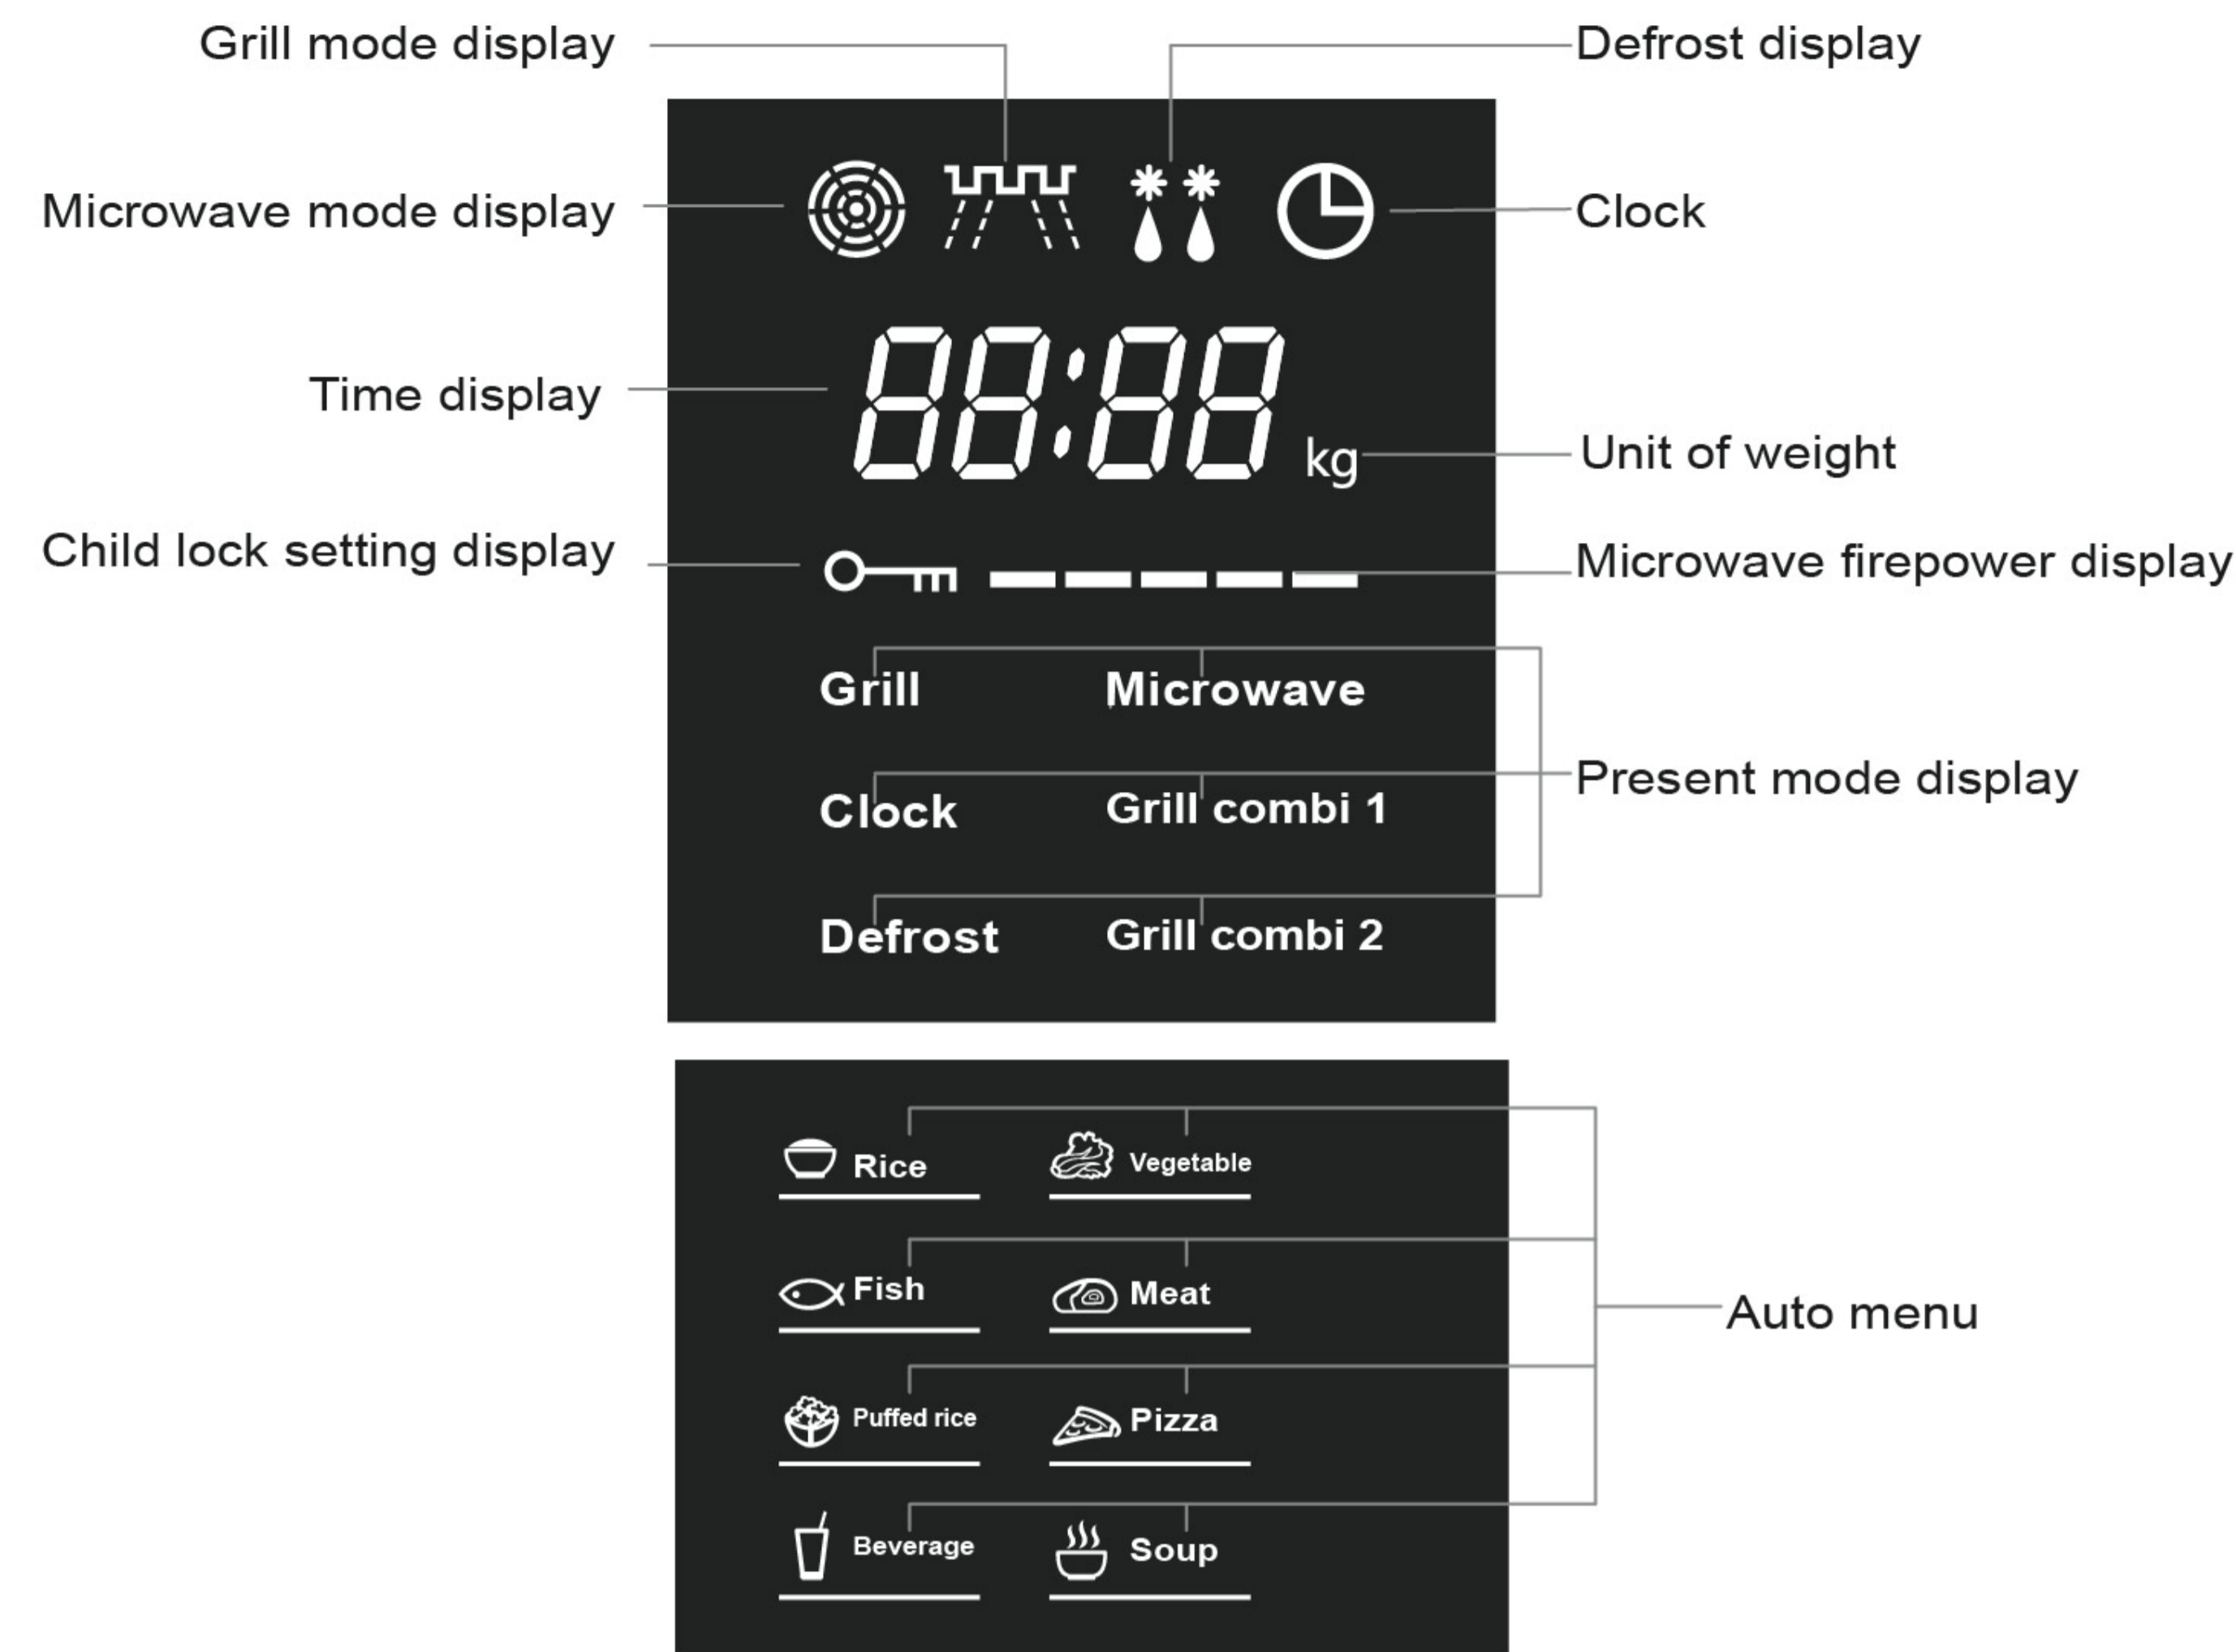 Grill mode display
Defrost display
Microwave mode display
Clock
88:88
Time display
kg
Unit of weight
Child lock setting display
Microwave firepower display
Grill
Microwave
Clock
Grill combi 1
Present mode display
Defrost
Grill combi 2
Rice
Vegetable
Fish
Meat
Auto menu
Puffed rice
Pizza
Beverage
Soup